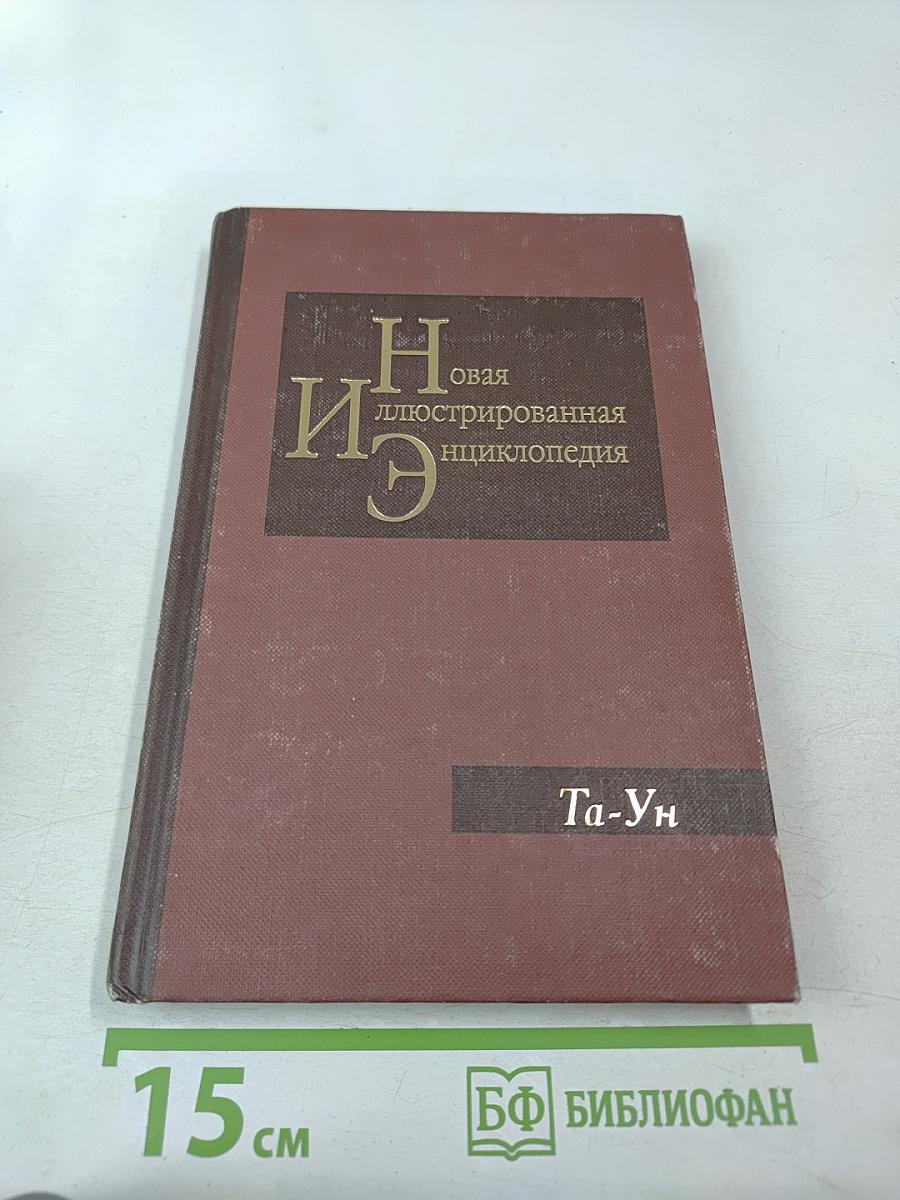 Новая
Иллюстрированная
Энциклопедия
Та-Ун
15 см
БФ БИБЛИОФАН